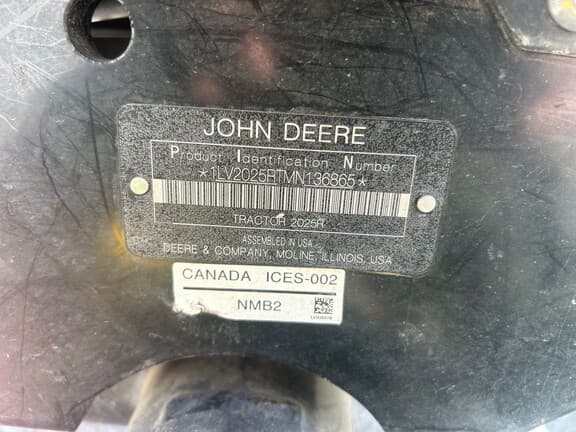 JOHN DEERE
Product Identification Number
*1LV2025RTMN136865*
TRACTOR 2025R
ASSEMBLED IN USA
DEERE & COMPANY, MOLINE, ILLINOIS, USA
CANADA ICES-002
NMB2